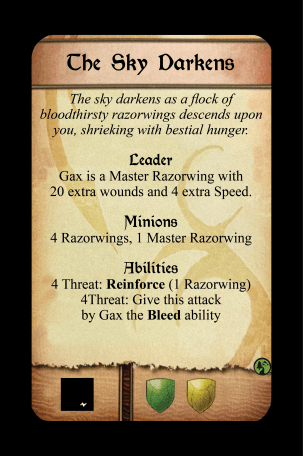 The Sky Darkens
The sky darkens as a flock of
bloodthirsty razorwings descends upon
you, shrieking with bestial hunger.
Leader
Gax is a Master Razorwing with
20 extra wounds and 4 extra Speed.
Minions
4 Razorwings, 1 Master Razorwing
Abilities
4 Threat: Reinforce (1 Razorwing)
4Threat: Give this attack
by Gax the Bleed ability